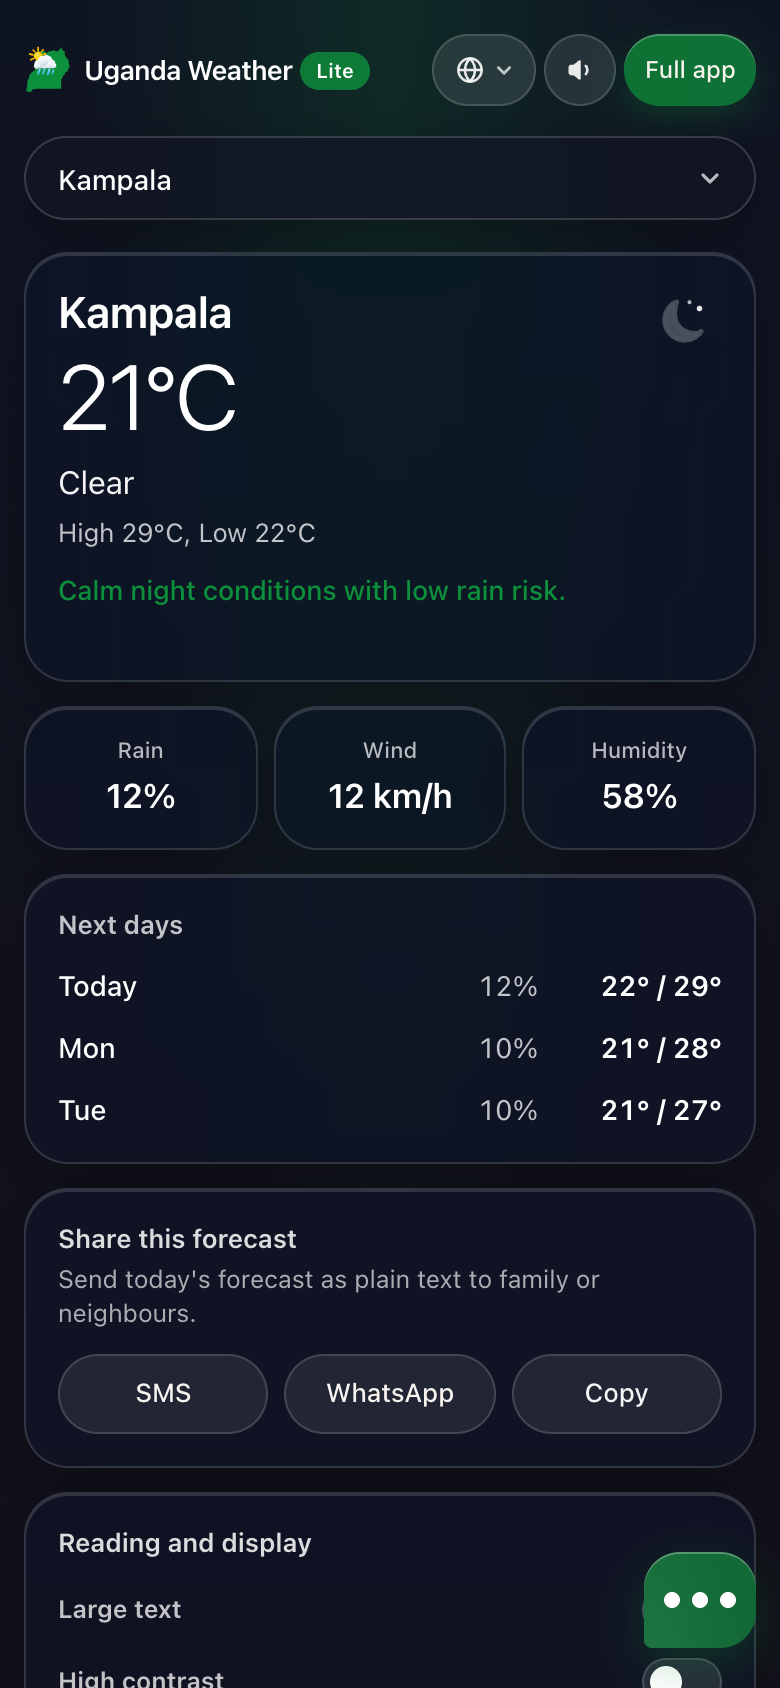 Uganda Weather Lite
Full app
Kampala
Kampala
21°C
Clear
High 29°C, Low 22°C
Calm night conditions with low rain risk.
Rain
12%
Wind
12 km/h
Humidity
58%
Next days
Today 12% 22° / 29°
Mon 10% 21° / 28°
Tue 10% 21° / 27°
Share this forecast
Send today's forecast as plain text to family or
neighbours.
SMS
WhatsApp
Copy
Reading and display
Large text
High contrast